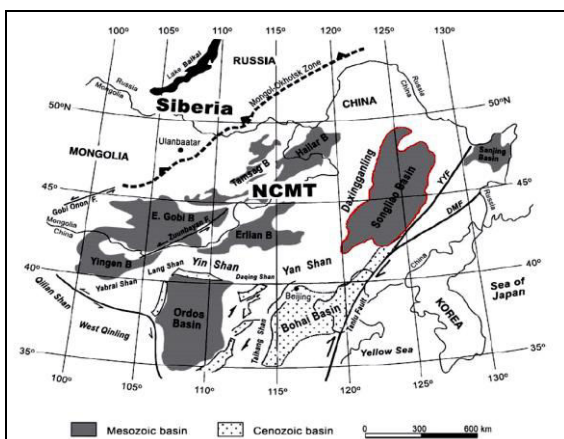 100° 105° 110° 115° 120° 125° 130°
Lake Baikal
RUSSIA
Mongol-Okhotsk Zone
Russia
Mongolia
Siberia
Russia
China
50°N
50°N
CHINA
Ulanbaatar
Hailar B
Tamsag B
Daxingganling
Sanjing
Basin
MONGOLIA
NCMT
Songliao Basin
YYF
45°
45°
Gobi Onon F.
E. Gobi B
Zuunbayan F.
DMF
Russia
Mongolia
China
Erlian B
Yingen B
Lang Shan
Yin Shan
Daqing Shan
Yan Shan
China
40°
40°
Yabrai Shan
Beijing
Sea of
Japan
Qilian Shan
Ordos
Basin
Bohai Basin
Tanlu Fault
KOREA
West Qinling
Taihang Shan
Yellow Sea
35°
35°
100° 105° 110° 115° 120° 125° 130°
Mesozoic basin
Cenozoic basin
0 300 600 km